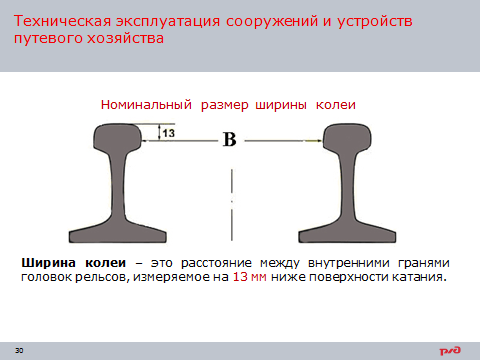 Техническая эксплуатация сооружений и устройств
путевого хозяйства
Номинальный размер ширины колеи
13
B
Ширина колеи – это расстояние между внутренними гранями
головок рельсов, измеряемое на 13 мм ниже поверхности катания.
30
ржд